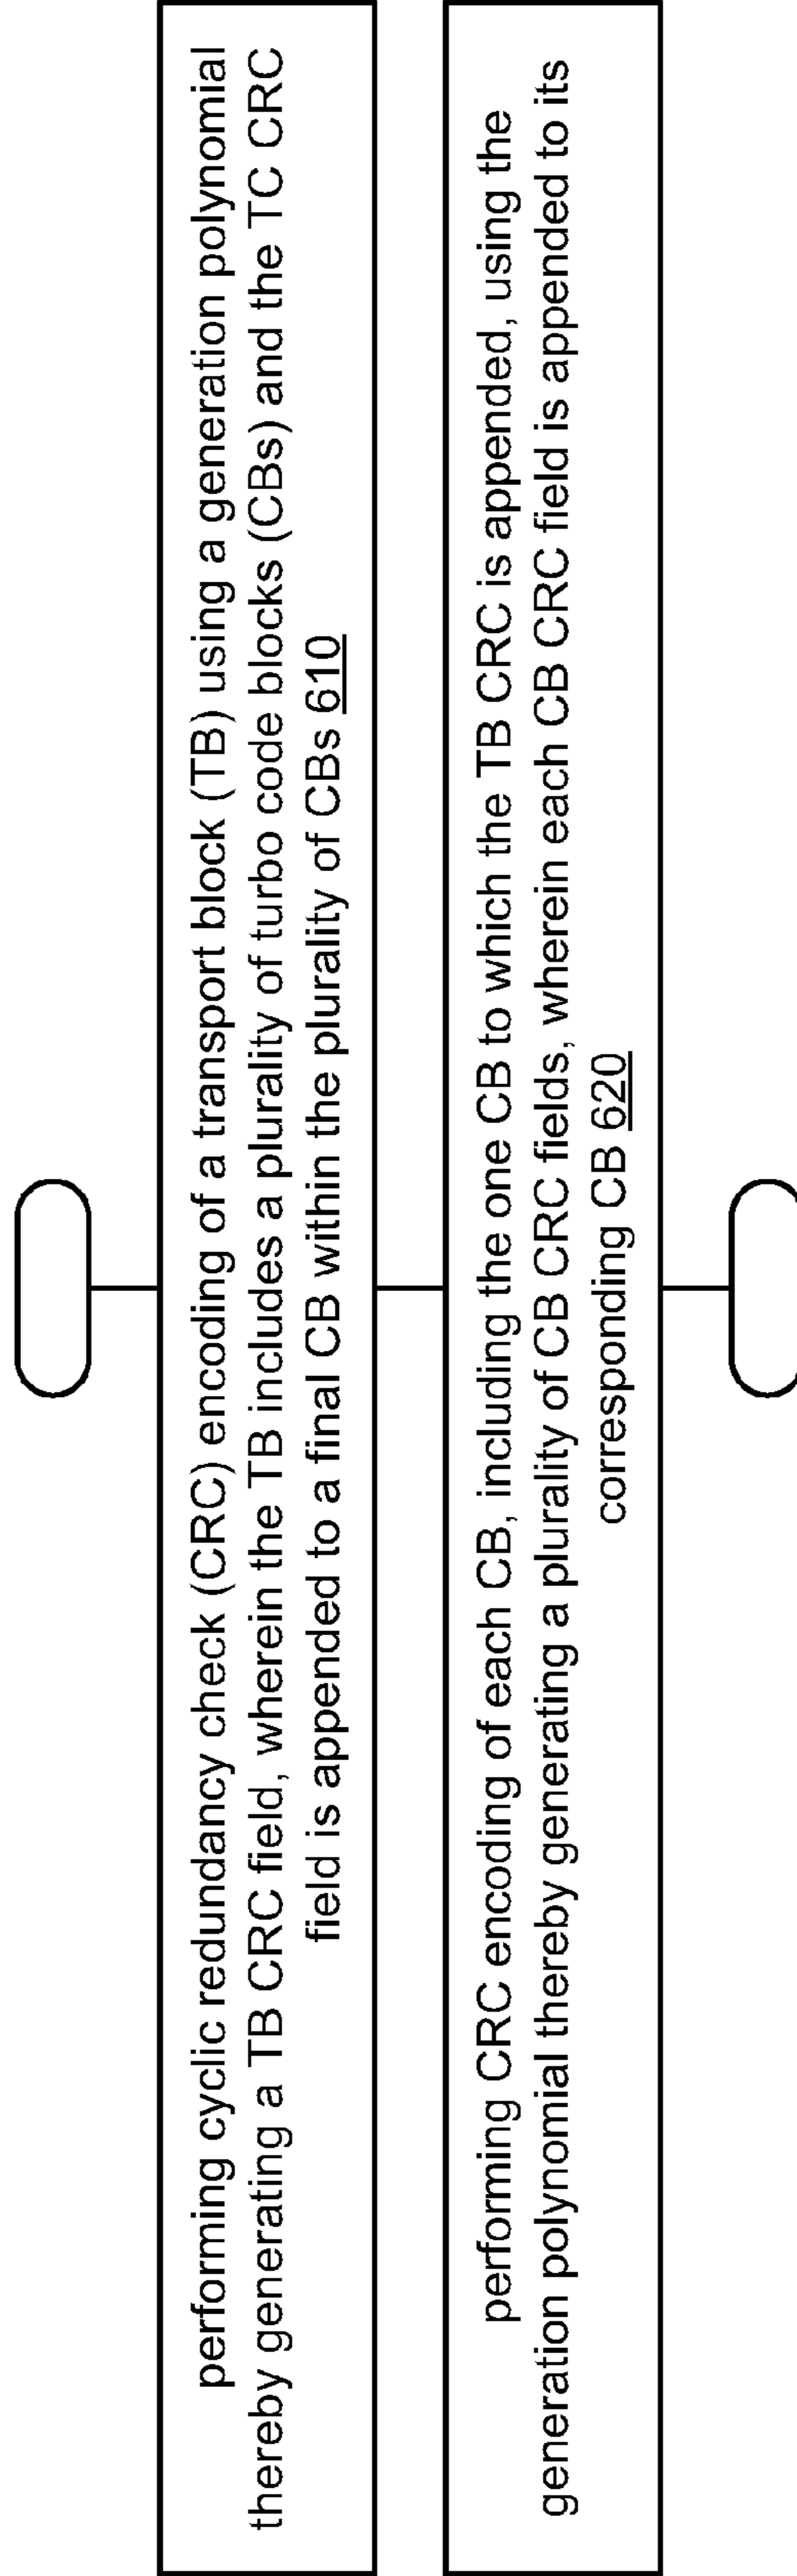 performing cyclic redundancy check (CRC) encoding of a transport block (TB) using a generation polynomial
thereby generating a TB CRC field, wherein the TB includes a plurality of turbo code blocks (CBs) and the TC CRC
field is appended to a final CB within the plurality of CBs 610
performing CRC encoding of each CB, including the one CB to which the TB CRC is appended, using the
generation polynomial thereby generating a plurality of CB CRC fields, wherein each CB CRC field is appended to its
corresponding CB 620